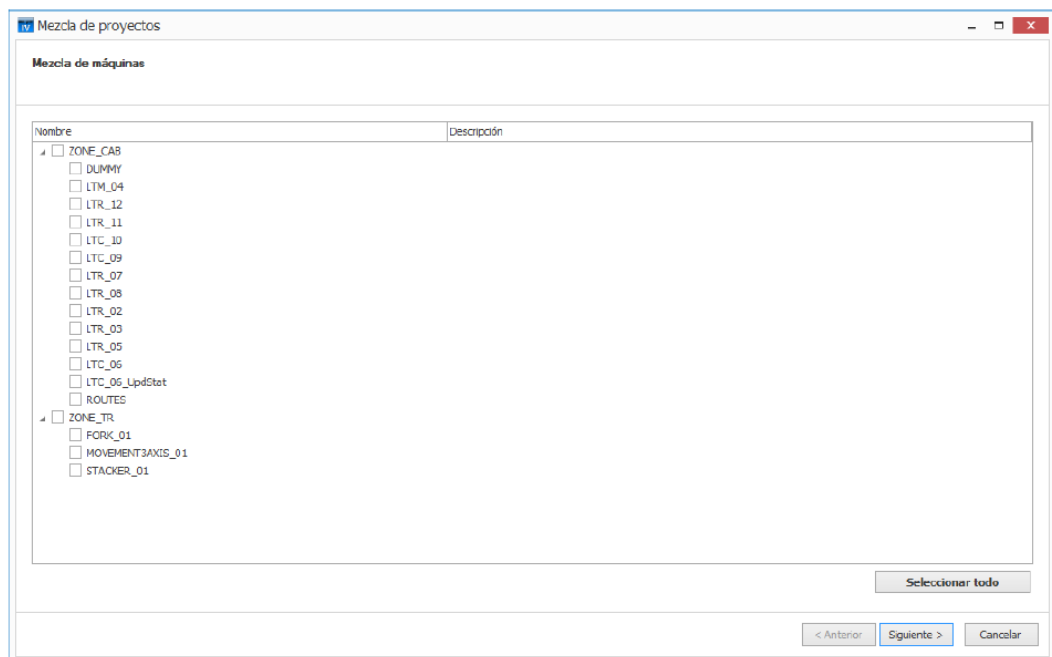 IV Mezcla de proyectos
Mezcla de máquinas
Nombre Descripción
ZONE_CAB
DUMMY
LTM_04
LTR_12
LTR_11
LTC_10
LTC_09
LTR_07
LTR_08
LTR_02
LTR_03
LTR_05
LTC_06
LTC_06_UpdStat
ROUTES
ZONE_TR
FORK_01
MOVEMENT3AXIS_01
STACKER_01
Seleccionar todo
< Anterior Siguiente > Cancelar